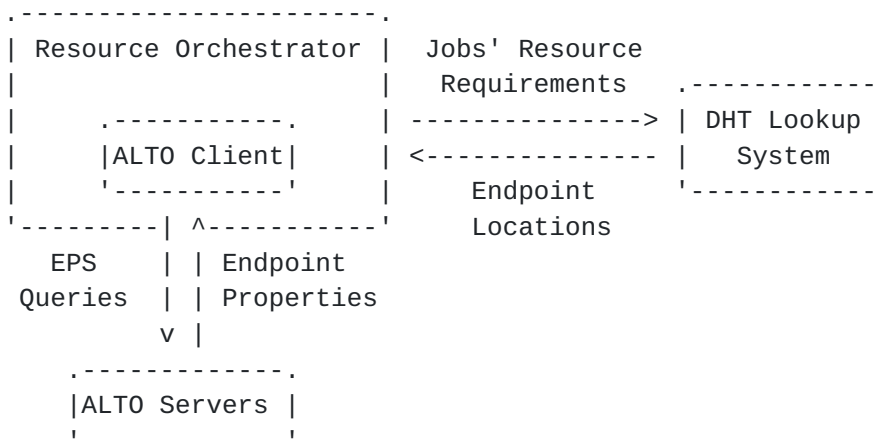 .-----------------------.
| Resource Orchestrator |  Jobs' Resource
|                       |   Requirements   .------------
|     .-----------.     | ---------------> | DHT Lookup
|     |ALTO Client|     | <--------------- |   System
|     '-----------'     |     Endpoint     '------------
'---------| ^-----------'     Locations
   EPS    | | Endpoint
 Queries  | | Properties
          v |
    .-------------.
    |ALTO Servers |
    '             '